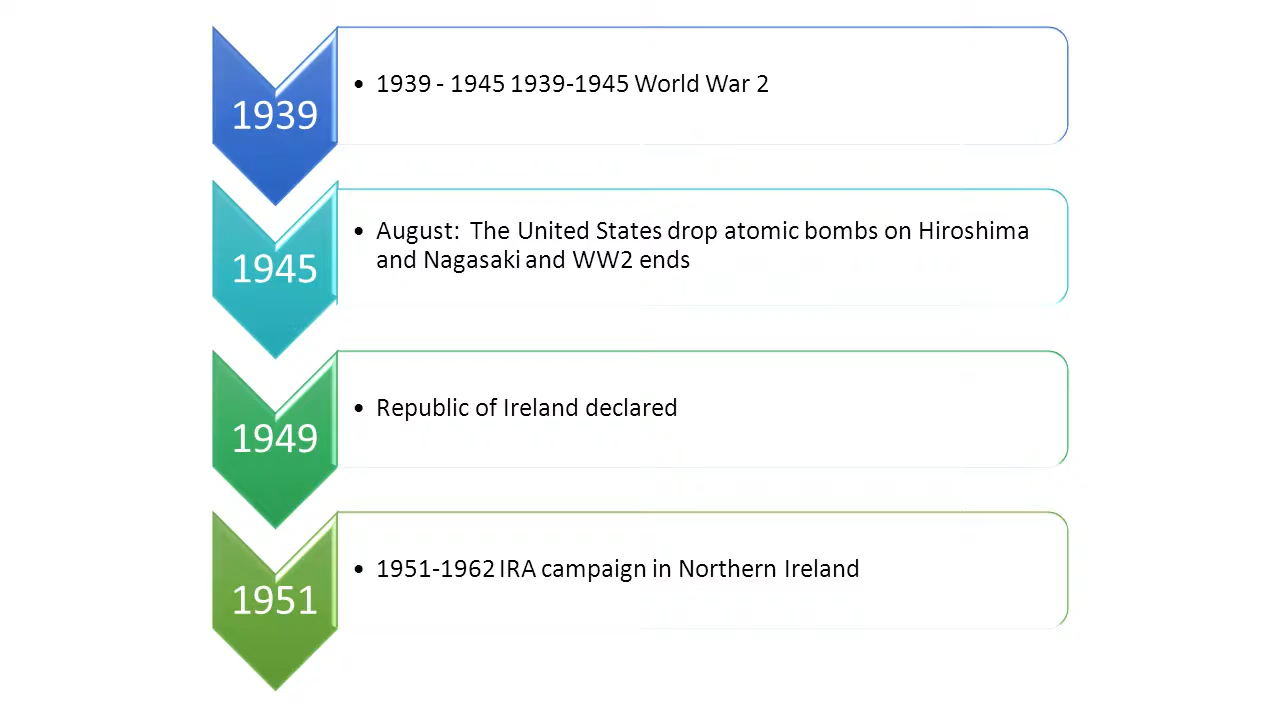 1939
• 1939 - 1945 1939-1945 World War 2
1945
• August:  The United States drop atomic bombs on Hiroshima
and Nagasaki and WW2 ends
1949
• Republic of Ireland declared
1951
• 1951-1962 IRA campaign in Northern Ireland